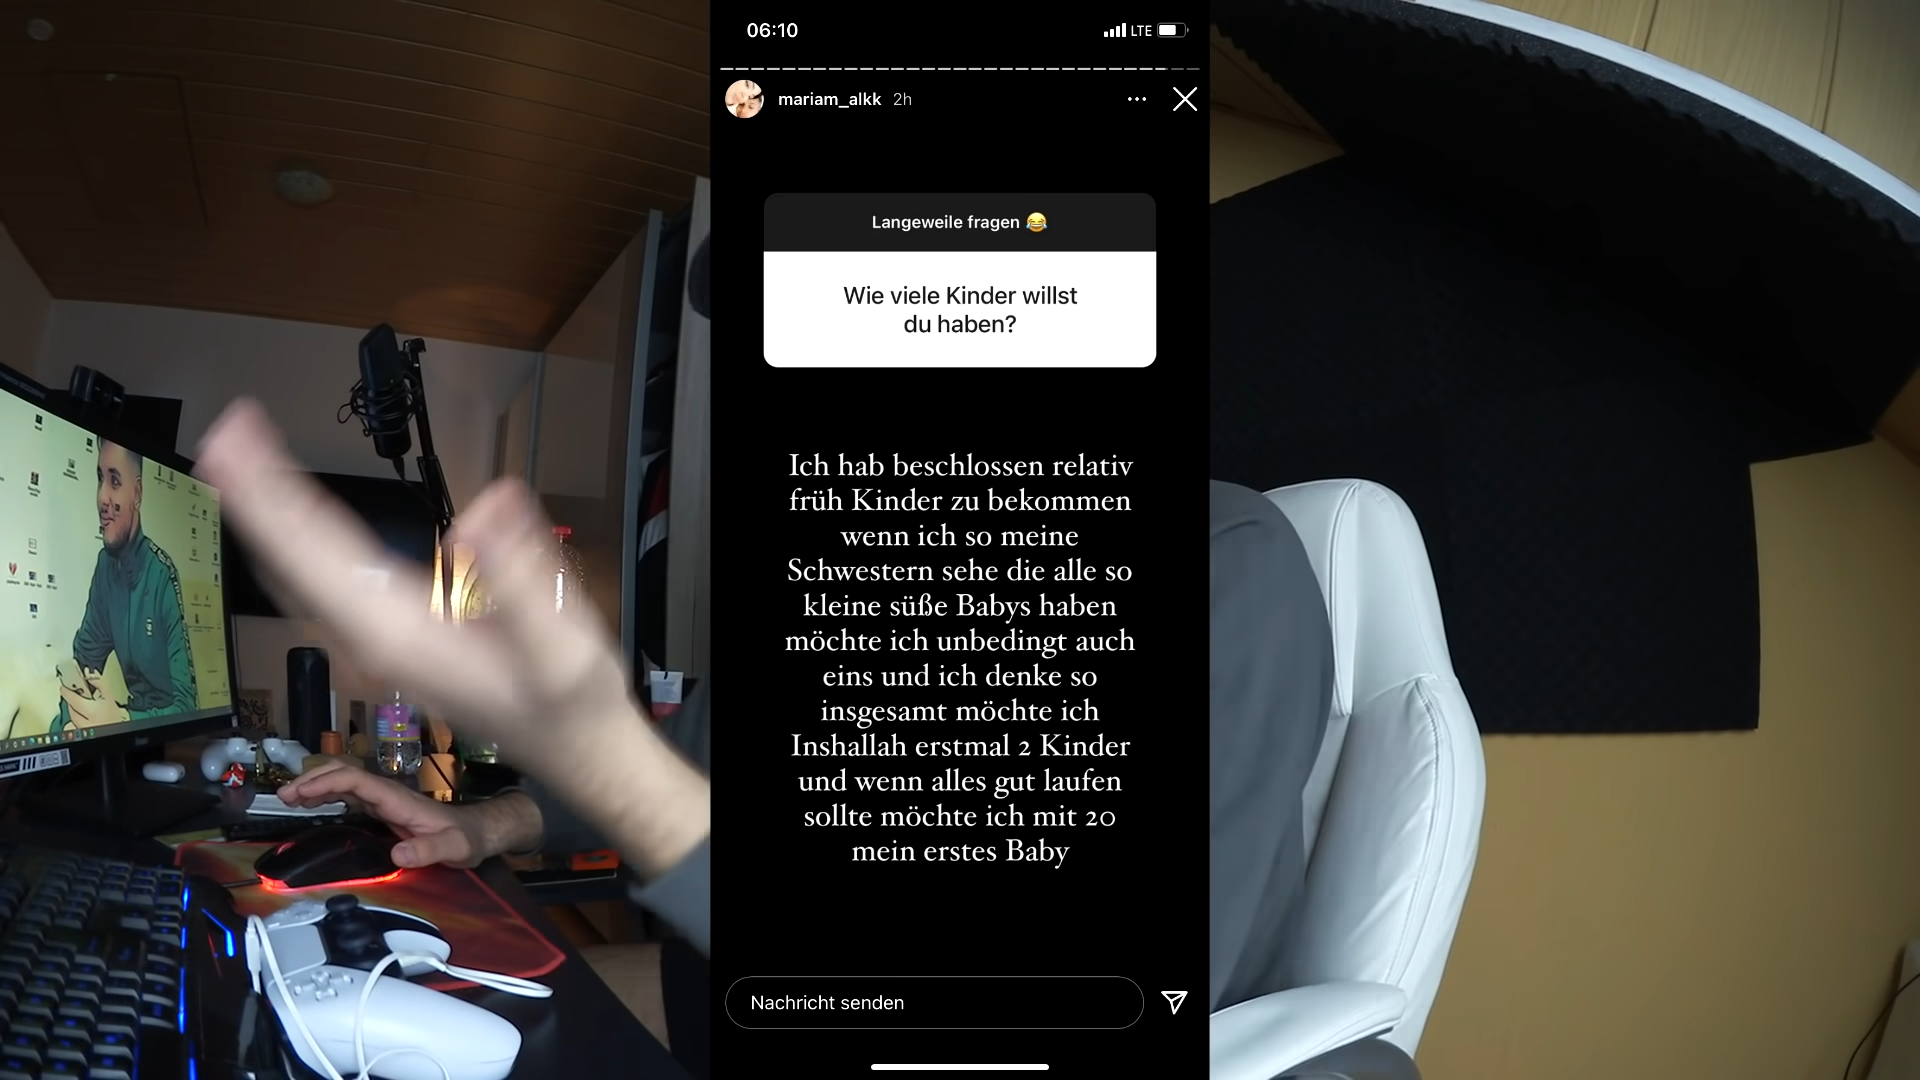 06:10
LTE
mariam_alkk 2h
Langeweile fragen 😂
Wie viele Kinder willst
du haben?
Ich hab beschlossen relativ
früh Kinder zu bekommen
wenn ich so meine
Schwestern sehe die alle so
kleine süße Babys haben
möchte ich unbedingt auch
eins und ich denke so
insgesamt möchte ich
Inshallah erstmal 2 Kinder
und wenn alles gut laufen
sollte möchte ich mit 20
mein erstes Baby
Nachricht senden